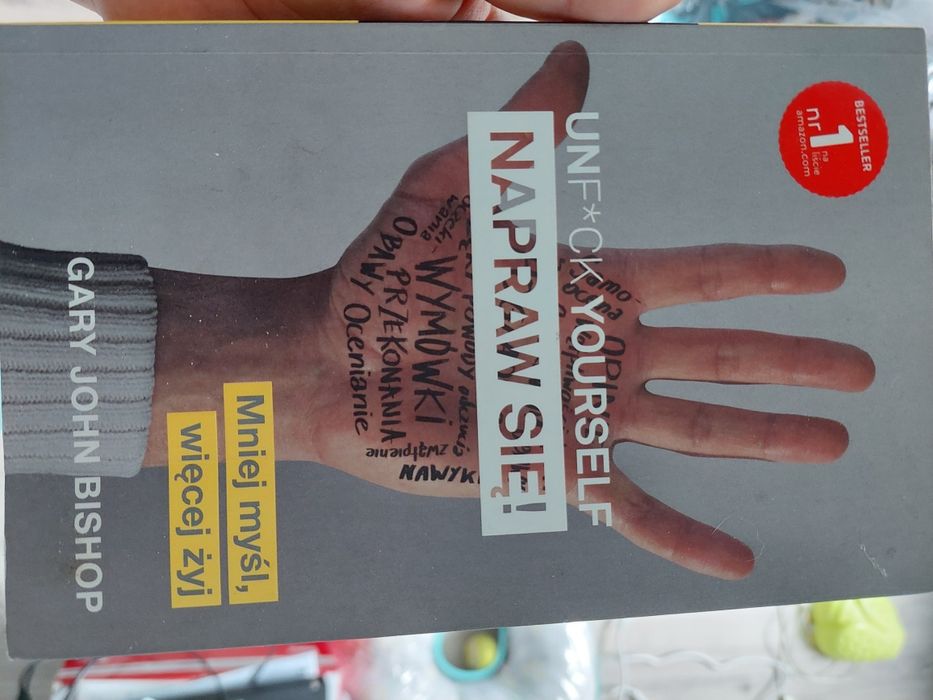 BESTSELLER
nr 1 na liście
amazon.com
UNF*CK YOURSELF
NAPRAW SIĘ!
NAWYKI
zwątpienie
WYMÓWKI
PRZEKONANIA
OBAWY
Ocenianie
Mniej myśl,
więcej żyj
GARY JOHN BISHOP